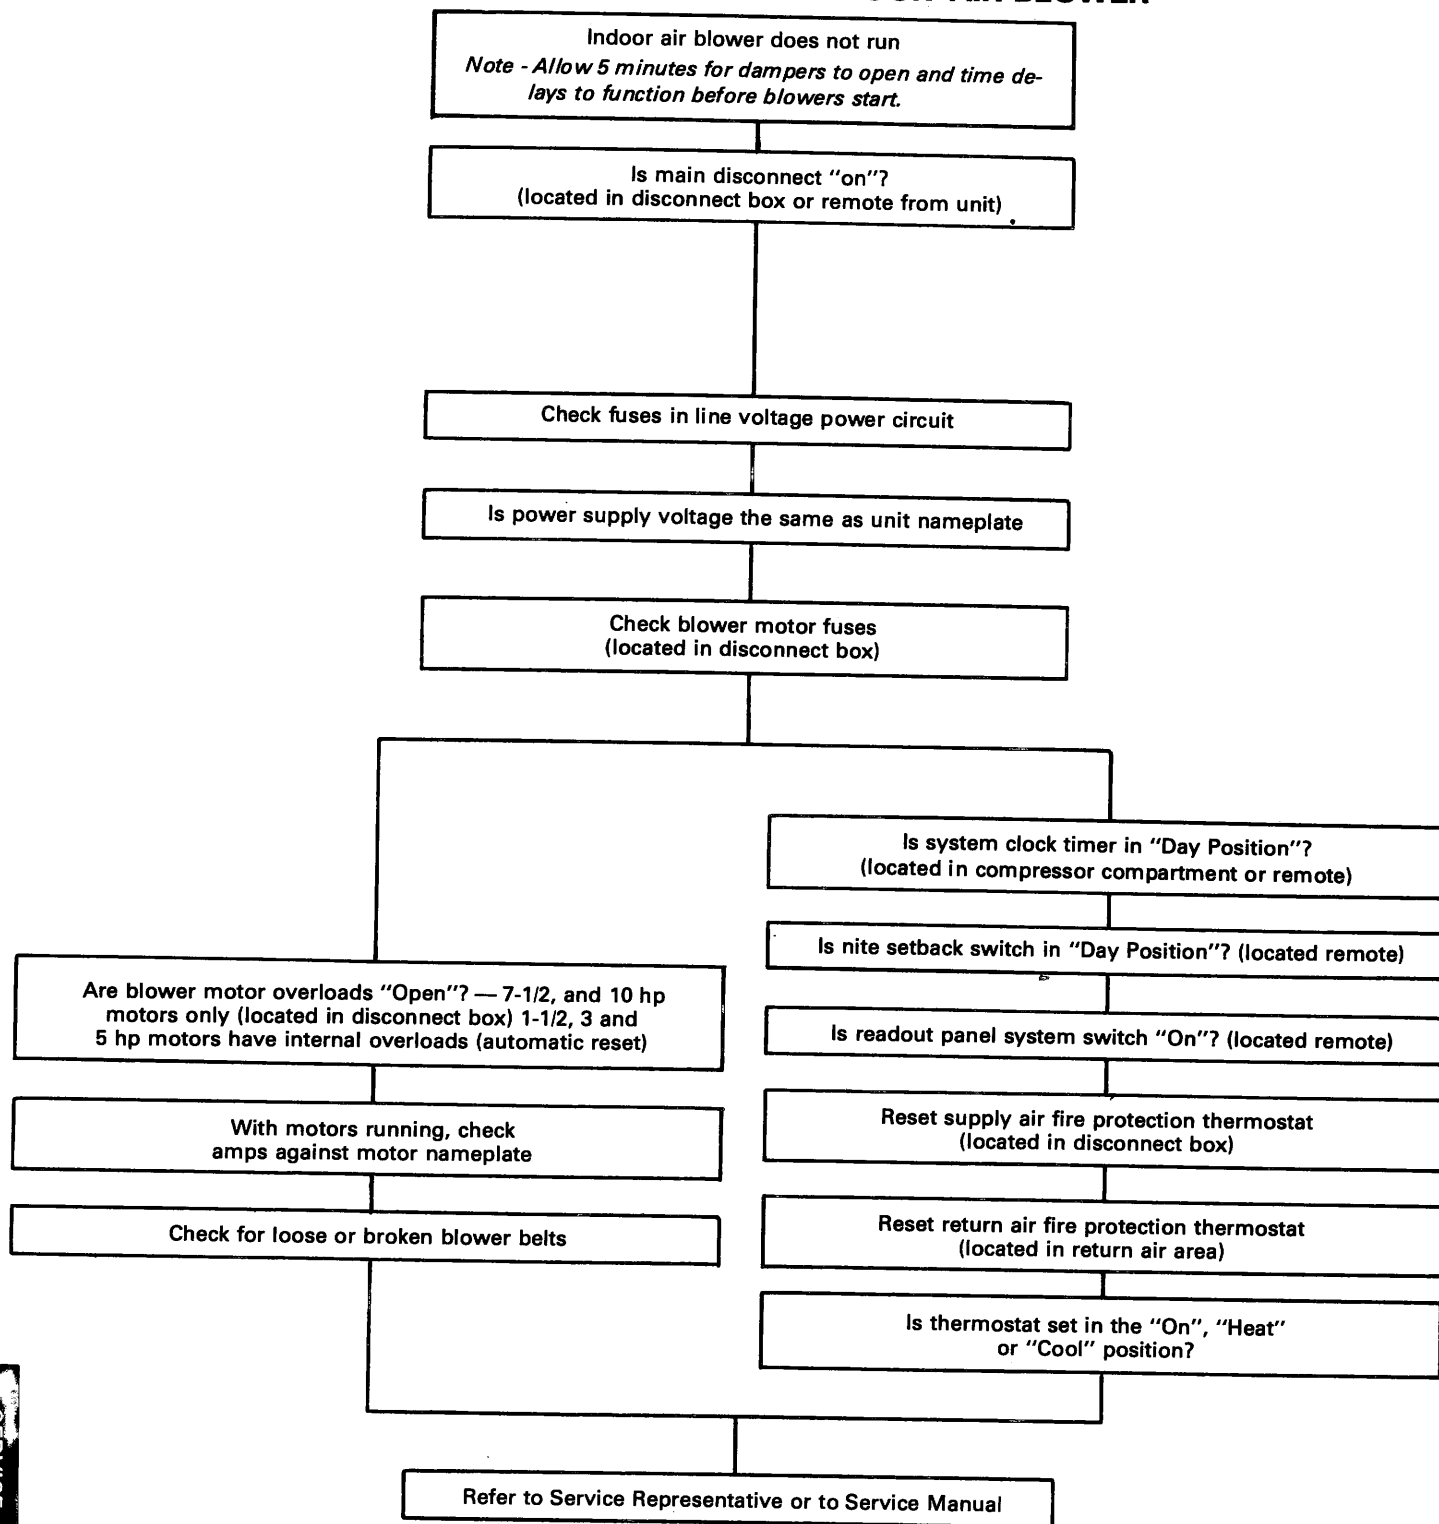 AIR BLOWER
Indoor air blower does not run
Note - Allow 5 minutes for dampers to open and time de-
lays to function before blowers start.
Is main disconnect "on"?
(located in disconnect box or remote from unit)
Check fuses in line voltage power circuit
Is power supply voltage the same as unit nameplate
Check blower motor fuses
(located in disconnect box)
Are blower motor overloads "Open"? — 7-1/2, and 10 hp
motors only (located in disconnect box) 1-1/2, 3 and
5 hp motors have internal overloads (automatic reset)
With motors running, check
amps against motor nameplate
Check for loose or broken blower belts
Is system clock timer in "Day Position"?
(located in compressor compartment or remote)
Is nite setback switch in "Day Position"? (located remote)
Is readout panel system switch "On"? (located remote)
Reset supply air fire protection thermostat
(located in disconnect box)
Reset return air fire protection thermostat
(located in return air area)
Is thermostat set in the "On", "Heat"
or "Cool" position?
Refer to Service Representative or to Service Manual